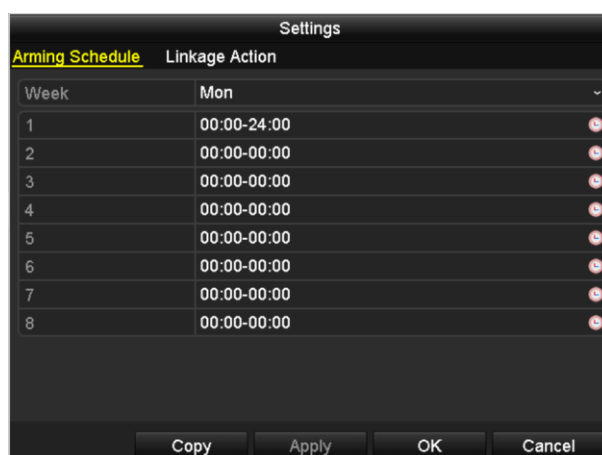 Settings
Arming Schedule Linkage Action
Week Mon
1 00:00-24:00
2 00:00-00:00
3 00:00-00:00
4 00:00-00:00
5 00:00-00:00
6 00:00-00:00
7 00:00-00:00
8 00:00-00:00
Copy Apply OK Cancel